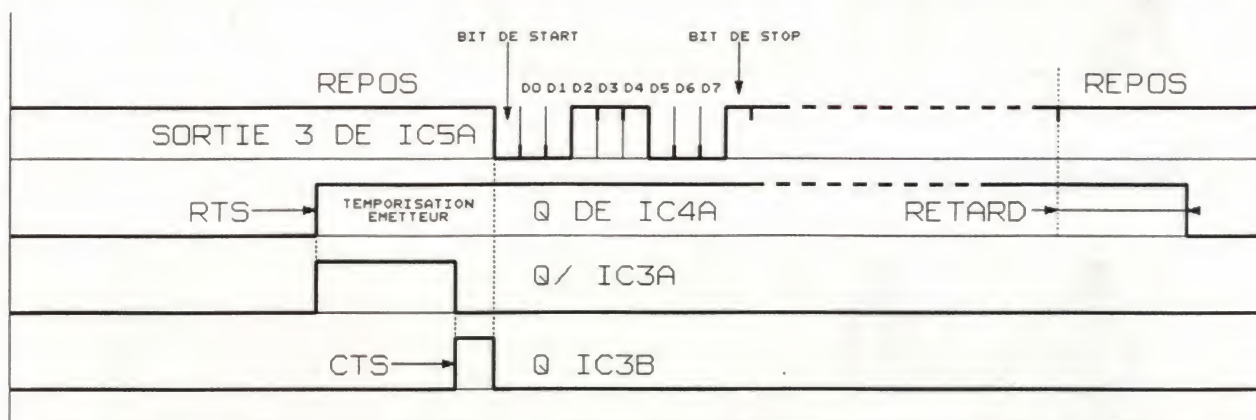 BIT DE START
BIT DE STOP
REPOS
D0 D1 D2 D3 D4 D5 D6 D7
REPOS
SORTIE 3 DE IC5A
RTS
TEMPORISATION
EMETTEUR
Q DE IC4A
RETARD
Q/ IC3A
CTS
Q IC3B